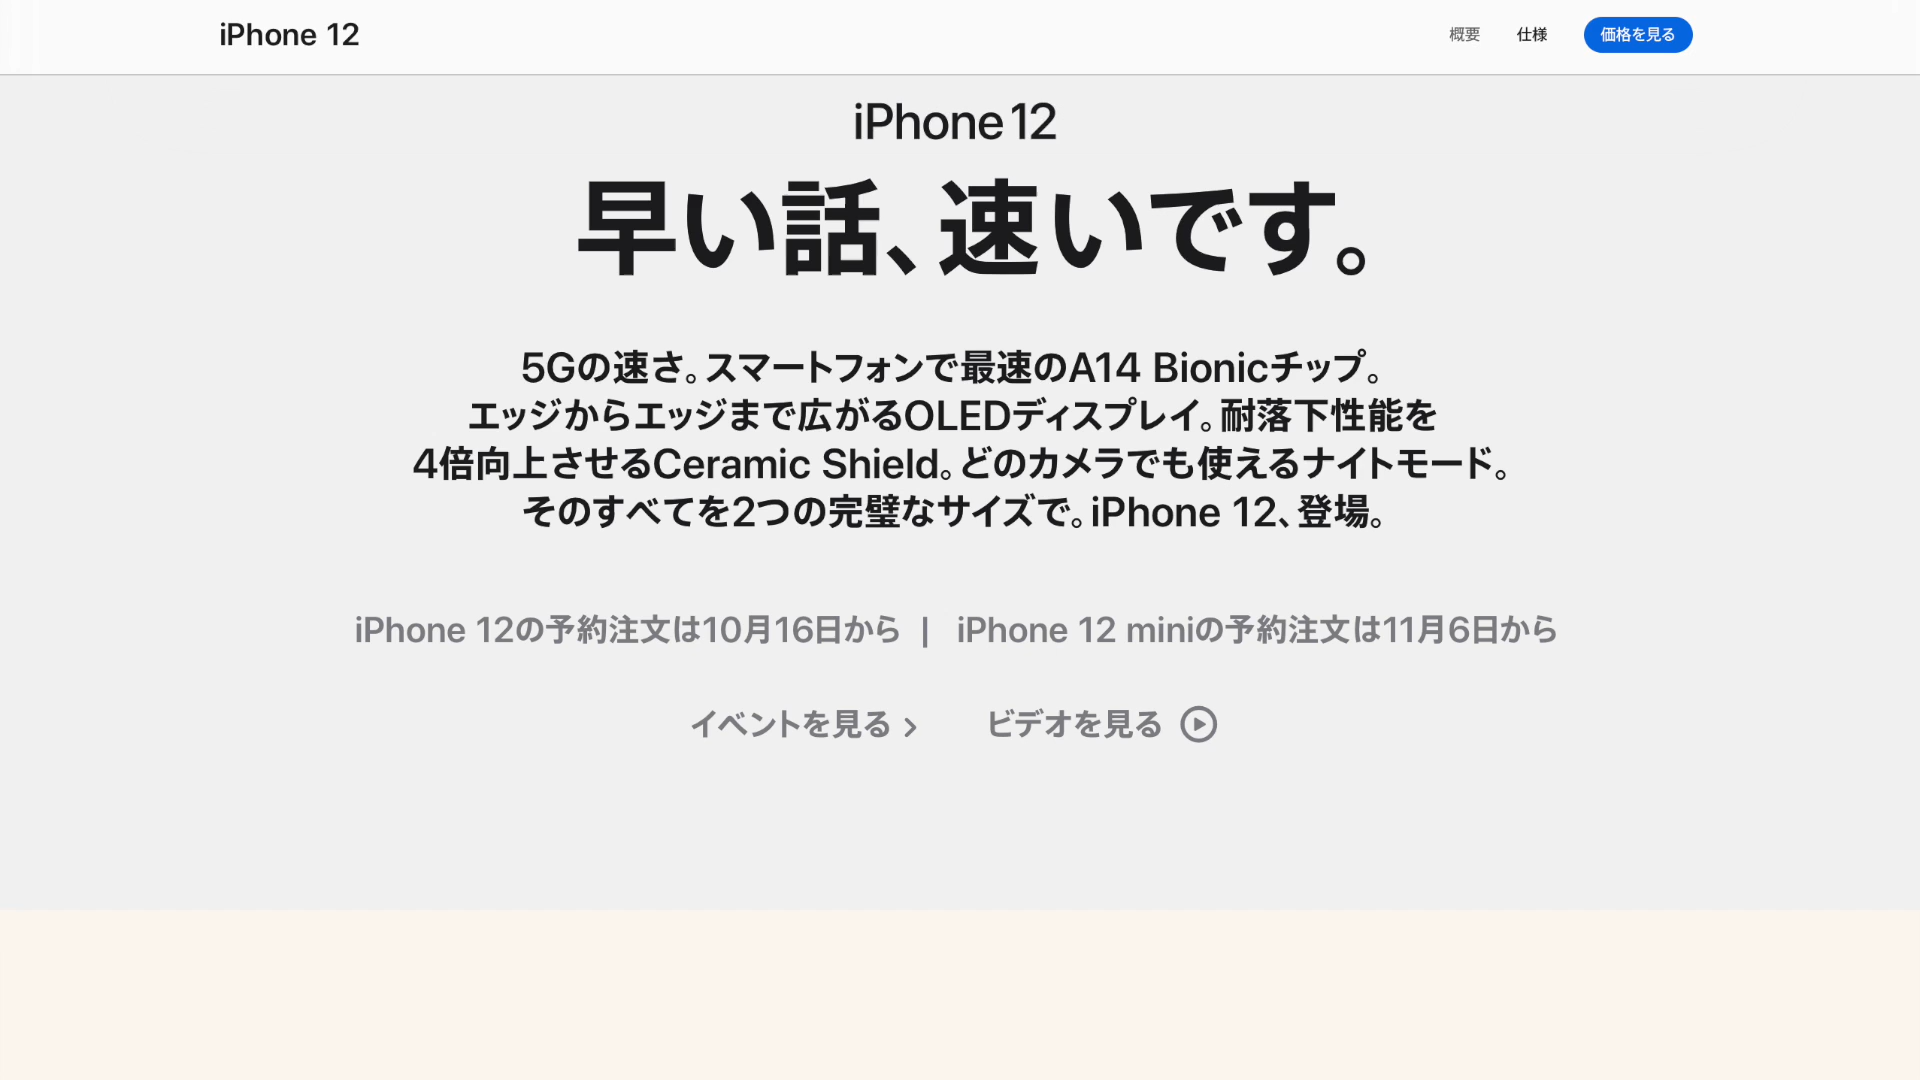 iPhone 12
概要 仕様 価格を見る
iPhone 12
早い話、速いです。
5Gの速さ。スマートフォンで最速のA14 Bionicチップ。
エッジからエッジまで広がるOLEDディスプレイ。耐落下性能を
4倍向上させるCeramic Shield。どのカメラでも使えるナイトモード。
そのすべてを2つの完璧なサイズで。iPhone 12、登場。
iPhone 12の予約注文は10月16日から | iPhone 12 miniの予約注文は11月6日から
イベントを見る > ビデオを見る